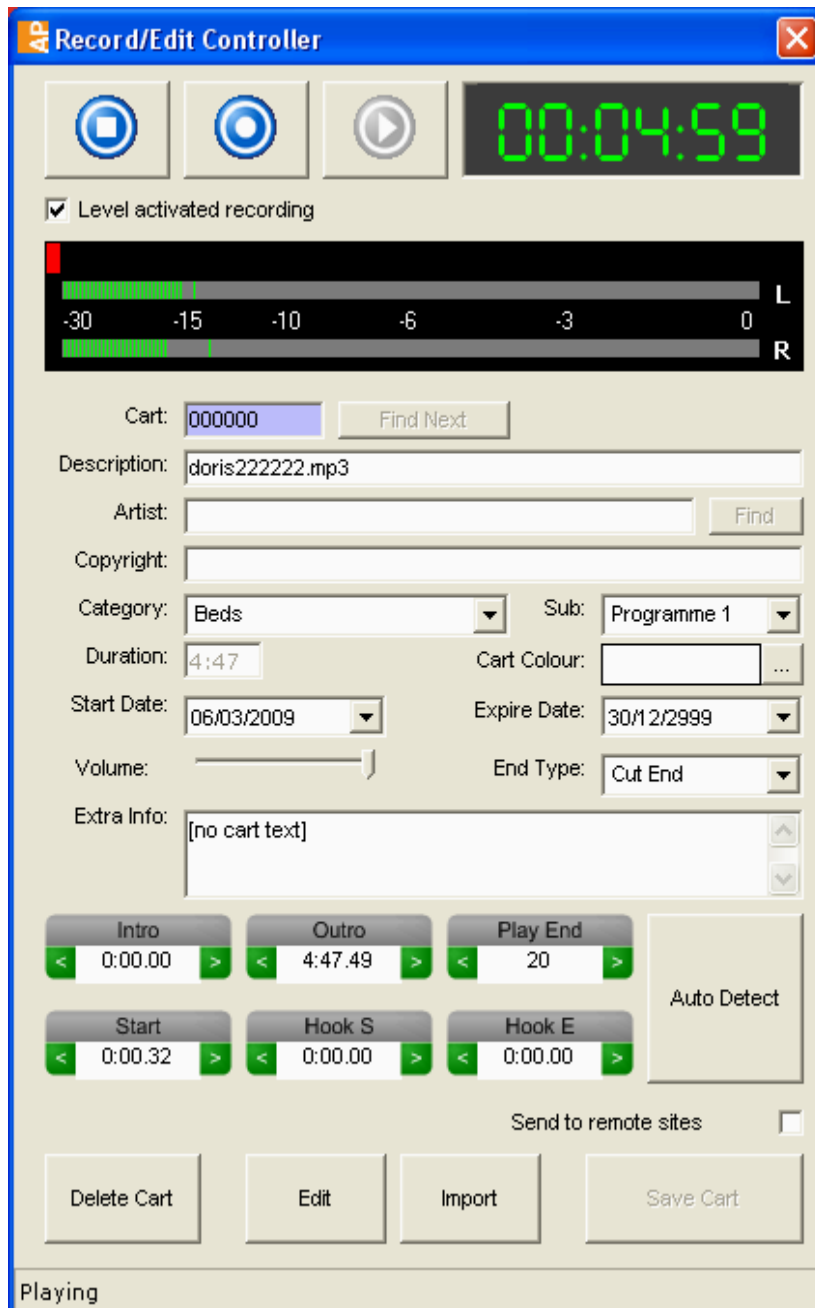 AP Record/Edit Controller
00:04:59
Level activated recording
L
-30 -15 -10 -6 -3 0
R
Cart: 000000 Find Next
Description: doris222222.mp3
Artist: Find
Copyright:
Category: Beds Sub: Programme 1
Duration: 4:47 Cart Colour: ...
Start Date: 06/03/2009 Expire Date: 30/12/2999
Volume: End Type: Cut End
Extra Info: [no cart text]
Intro Outro Play End
< 0:00.00 > < 4:47.49 > < 20 >
Auto Detect
Start Hook S Hook E
< 0:00.32 > < 0:00.00 > < 0:00.00 >
Send to remote sites
Delete Cart Edit Import Save Cart
Playing